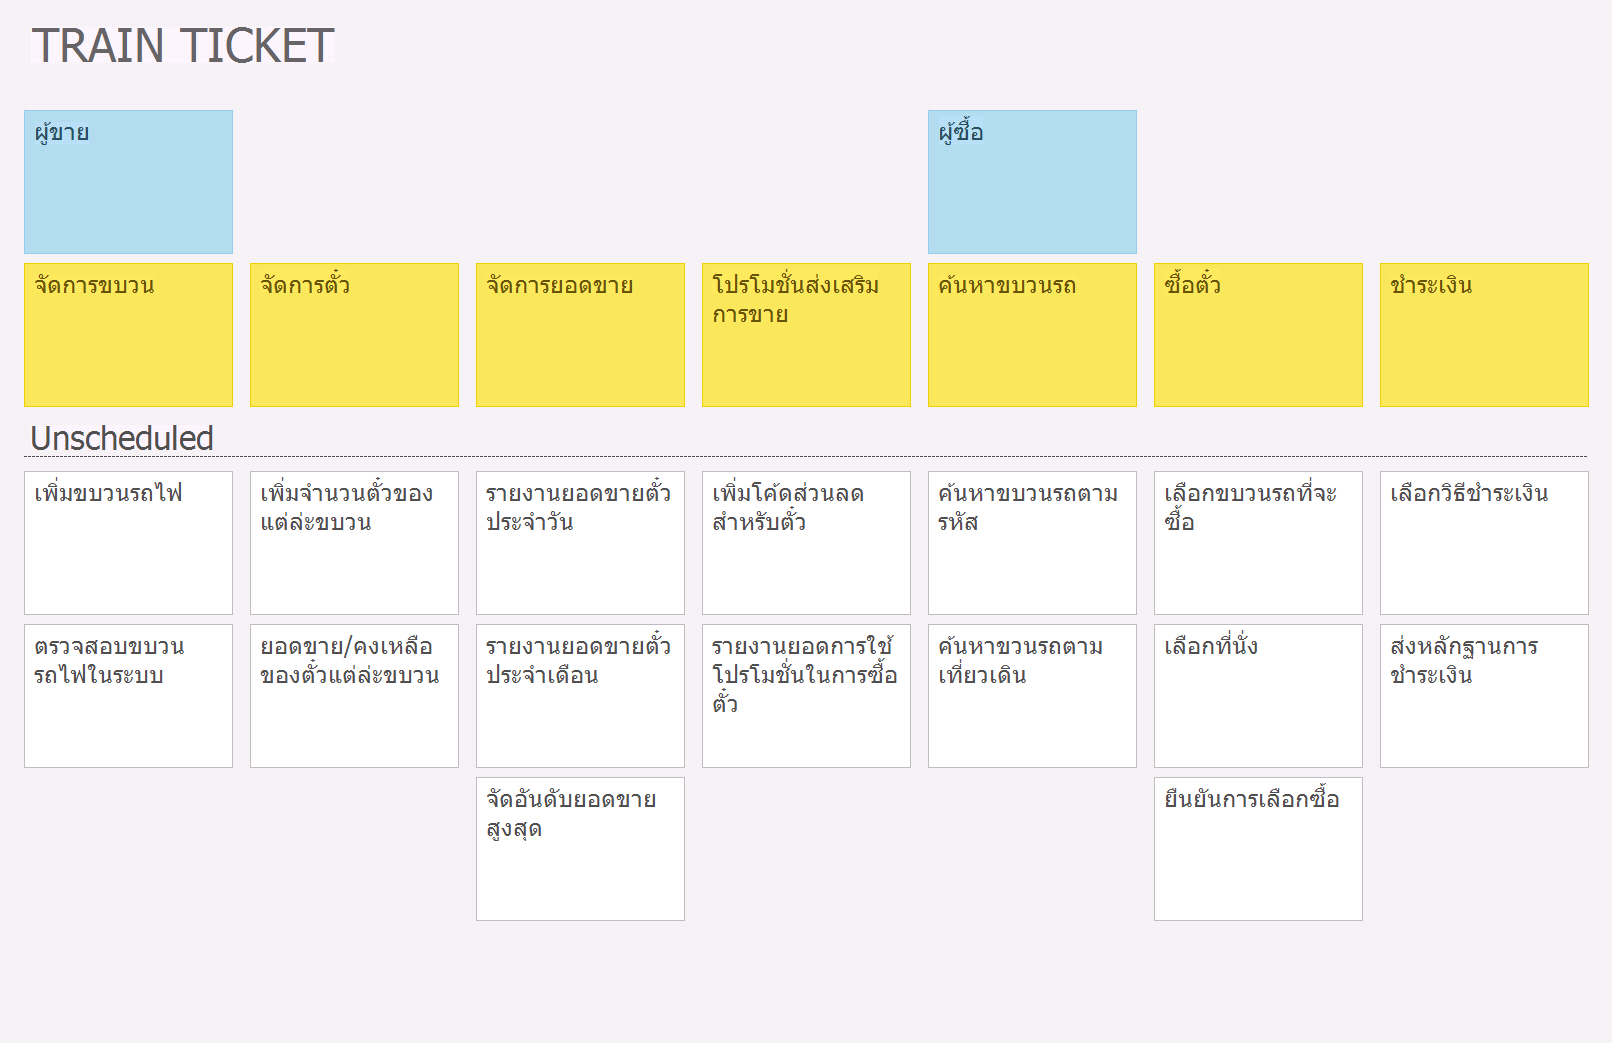 TRAIN TICKET
ผู้ขาย
ผู้ซื้อ
จัดการขบวน
จัดการตั๋ว
จัดการยอดขาย
โปรโมชั่นส่งเสริม
การขาย
ค้นหาขบวนรถ
ซื้อตั๋ว
ชำระเงิน
Unscheduled
เพิ่มขบวนรถไฟ
เพิ่มจำนวนตั๋วของ
แต่ล่ะขบวน
รายงานยอดขายตั๋ว
ประจำวัน
เพิ่มโค้ดส่วนลด
สำหรับตั๋ว
ค้นหาขบวนรถตาม
รหัส
เลือกขบวนรถที่จะ
ซื้อ
เลือกวิธีชำระเงิน
ตรวจสอบขบวน
รถไฟในระบบ
ยอดขาย/คงเหลือ
ของตั๋วแต่ล่ะขบวน
รายงานยอดขายตั๋ว
ประจำเดือน
รายงานยอดการใช้
โปรโมชั่นในการซื้อ
ตั๋ว
ค้นหาขวนรถตาม
เที่ยวเดิน
เลือกที่นั่ง
ส่งหลักฐานการ
ชำระเงิน
จัดอันดับยอดขาย
สูงสุด
ยืนยันการเลือกซื้อ